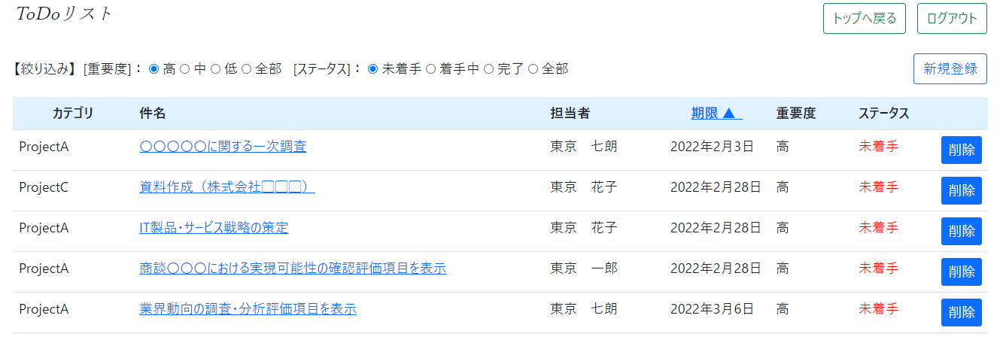 ToDoリスト
トップへ戻る ログアウト
【絞り込み】 [重要度]： 高 中 低 全部 [ステータス]： 未着手 着手中 完了 全部 新規登録
カテゴリ 件名 担当者 期限 ▲ 重要度 ステータス
ProjectA 〇〇〇〇〇に関する一次調査 東京　七朗 2022年2月3日 高 未着手 削除
ProjectC 資料作成（株式会社□□□） 東京　花子 2022年2月28日 高 未着手 削除
ProjectA IT製品・サービス戦略の策定 東京　花子 2022年2月28日 高 未着手 削除
ProjectA 商談〇〇〇における実現可能性の確認評価項目を表示 東京　一郎 2022年2月28日 高 未着手 削除
ProjectA 業界動向の調査・分析評価項目を表示 東京　七朗 2022年3月6日 高 未着手 削除